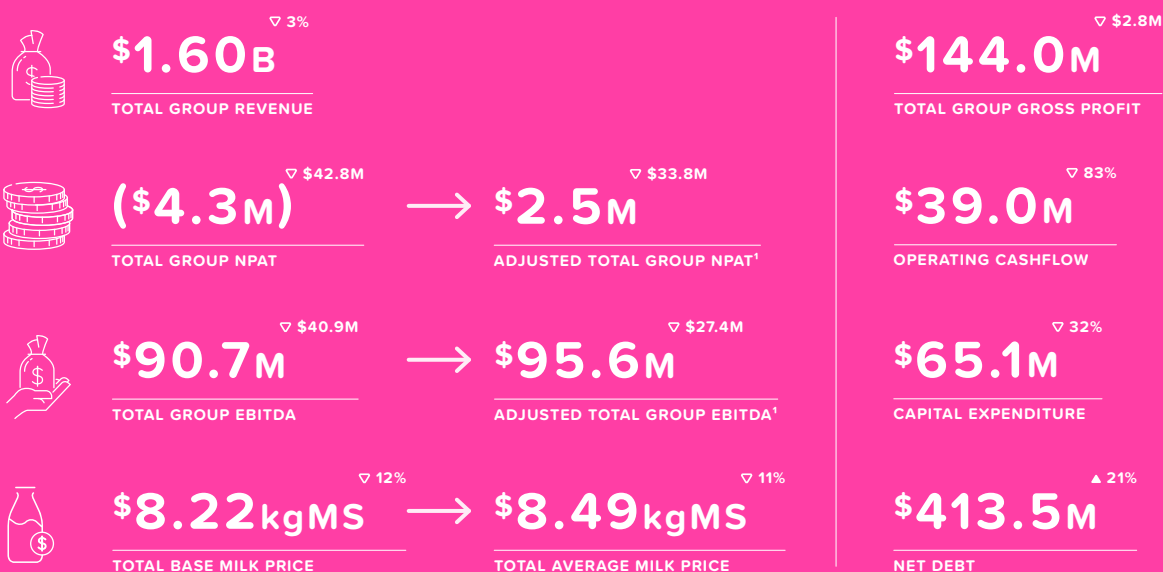 ▽ 3%
$1.60B
TOTAL GROUP REVENUE
▽ $42.8M
($4.3M)
TOTAL GROUP NPAT
▽ $33.8M
$2.5M
ADJUSTED TOTAL GROUP NPAT¹
▽ $40.9M
$90.7M
TOTAL GROUP EBITDA
▽ $27.4M
$95.6M
ADJUSTED TOTAL GROUP EBITDA¹
▽ 12%
$8.22kgMS
TOTAL BASE MILK PRICE
▽ 11%
$8.49kgMS
TOTAL AVERAGE MILK PRICE
▽ $2.8M
$144.0M
TOTAL GROUP GROSS PROFIT
▽ 83%
$39.0M
OPERATING CASHFLOW
▽ 32%
$65.1M
CAPITAL EXPENDITURE
▲ 21%
$413.5M
NET DEBT